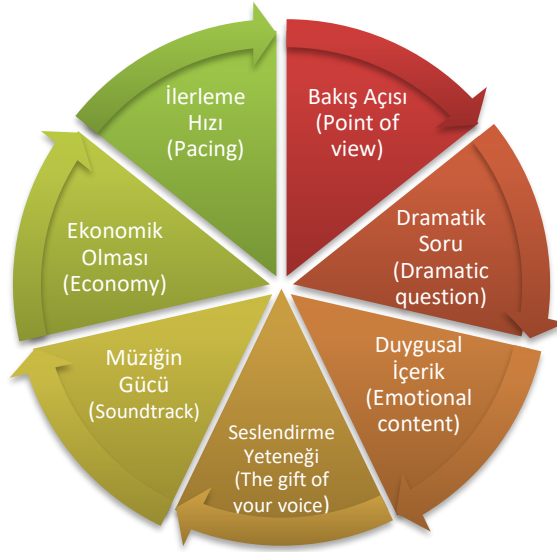 Bakış Açısı
(Point of
view)
Dramatik
Soru
(Dramatic
question)
Duygusal
İçerik
(Emotional
content)
Seslendirme
Yeteneği
(The gift of
your voice)
Müziğin
Gücü
(Soundtrack)
Ekonomik
Olması
(Economy)
İlerleme
Hızı
(Pacing)